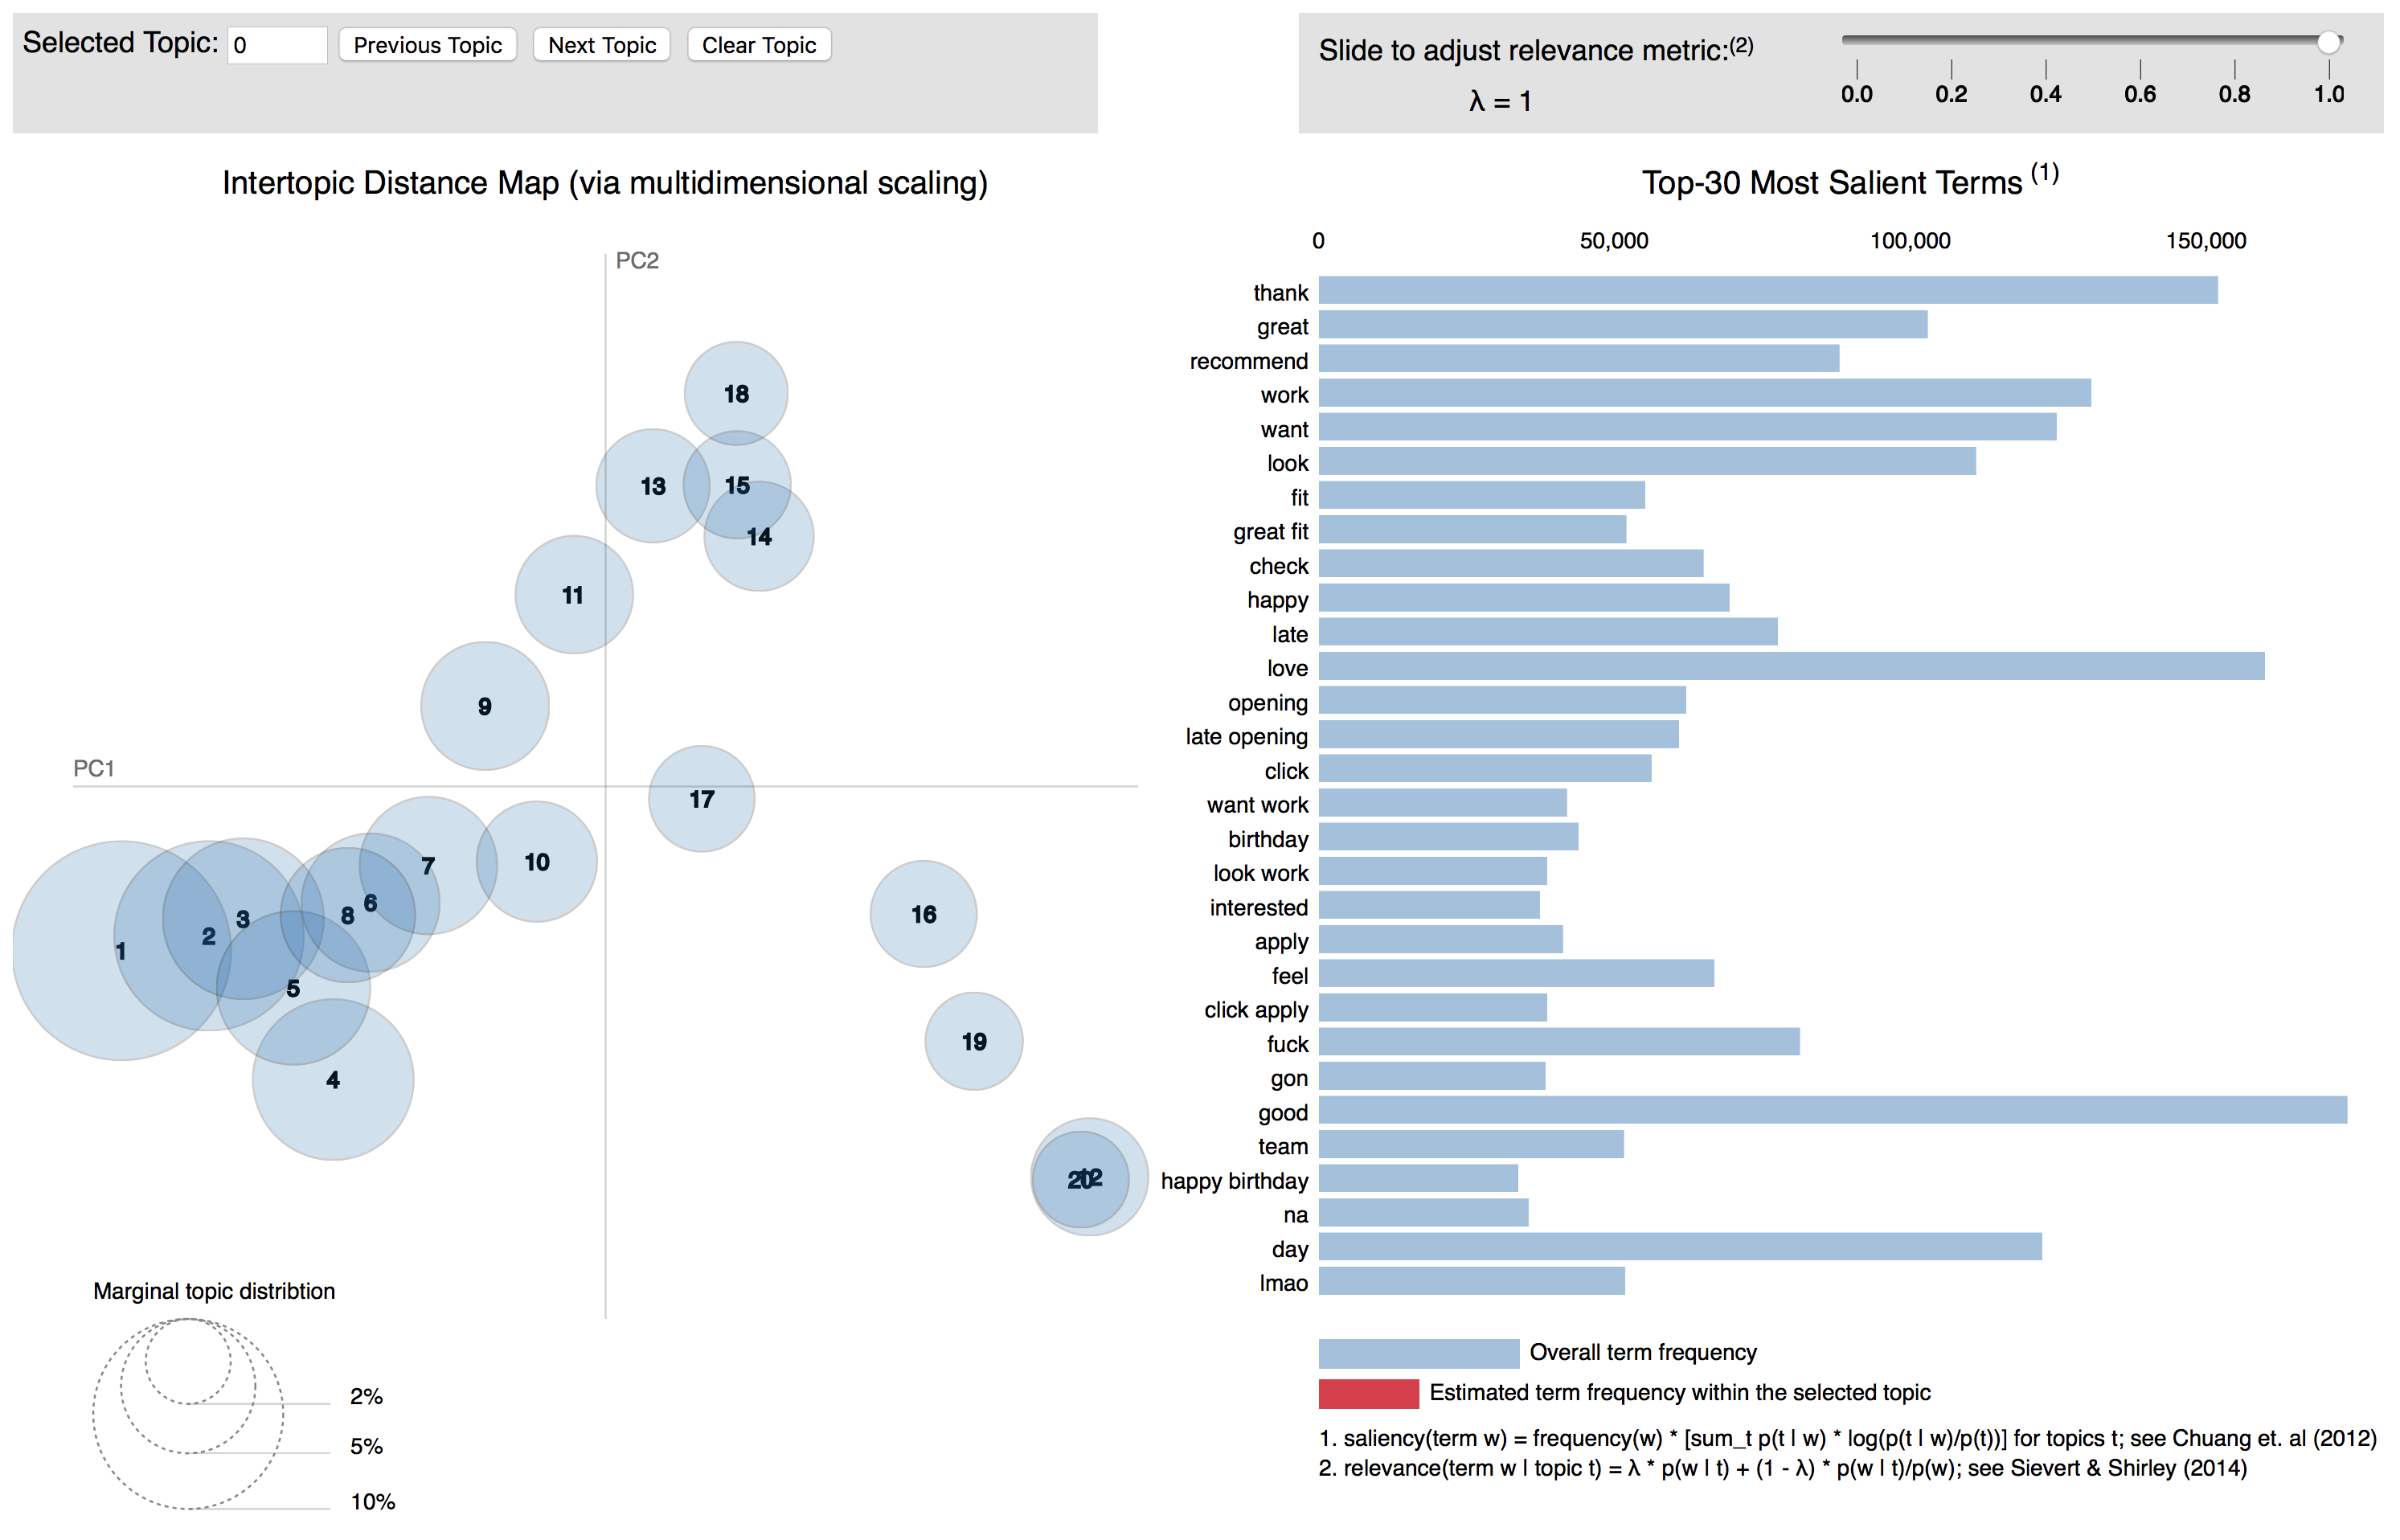 Selected Topic: 0 Previous Topic Next Topic Clear Topic
Slide to adjust relevance metric:(2)
λ = 1
0.0 0.2 0.4 0.6 0.8 1.0
Intertopic Distance Map (via multidimensional scaling)
PC2
PC1
18
13
15
14
11
9
17
7
10
6
8
3
2
1
5
4
16
19
20
12
Marginal topic distribtion
2%
5%
10%
Top-30 Most Salient Terms (1)
0 50,000 100,000 150,000
thank
great
recommend
work
want
look
fit
great fit
check
happy
late
love
opening
late opening
click
want work
birthday
look work
interested
apply
feel
click apply
fuck
gon
good
team
happy birthday
na
day
lmao
Overall term frequency
Estimated term frequency within the selected topic
1. saliency(term w) = frequency(w) * [sum_t p(t | w) * log(p(t | w)/p(t))] for topics t; see Chuang et. al (2012)
2. relevance(term w | topic t) = λ * p(w | t) + (1 - λ) * p(w | t)/p(w); see Sievert & Shirley (2014)